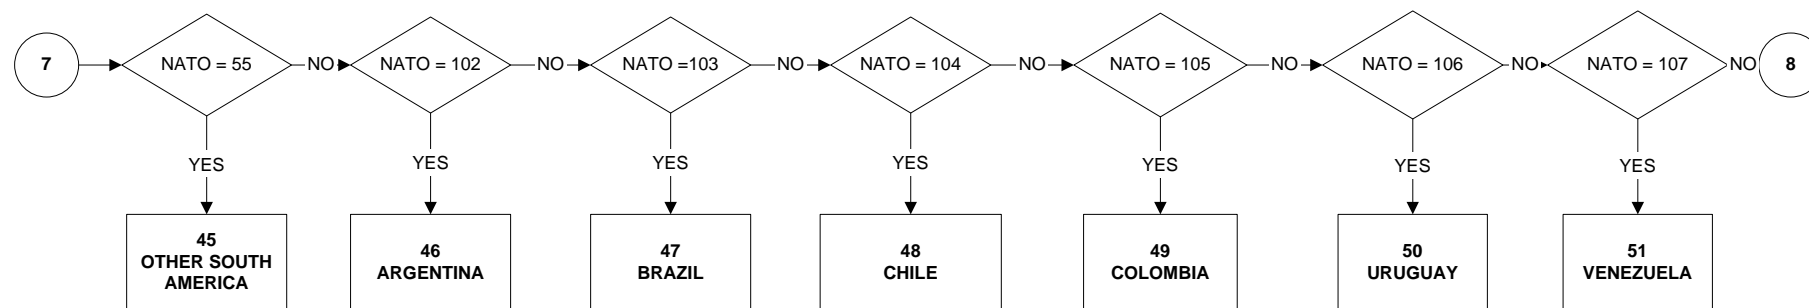 7
NATO = 55
NO
NATO = 102
NO
NATO =103
NO
NATO = 104
NO
NATO = 105
NO
NATO = 106
NO
NATO = 107
NO
8
YES
YES
YES
YES
YES
YES
YES
45
OTHER SOUTH
AMERICA
46
ARGENTINA
47
BRAZIL
48
CHILE
49
COLOMBIA
50
URUGUAY
51
VENEZUELA